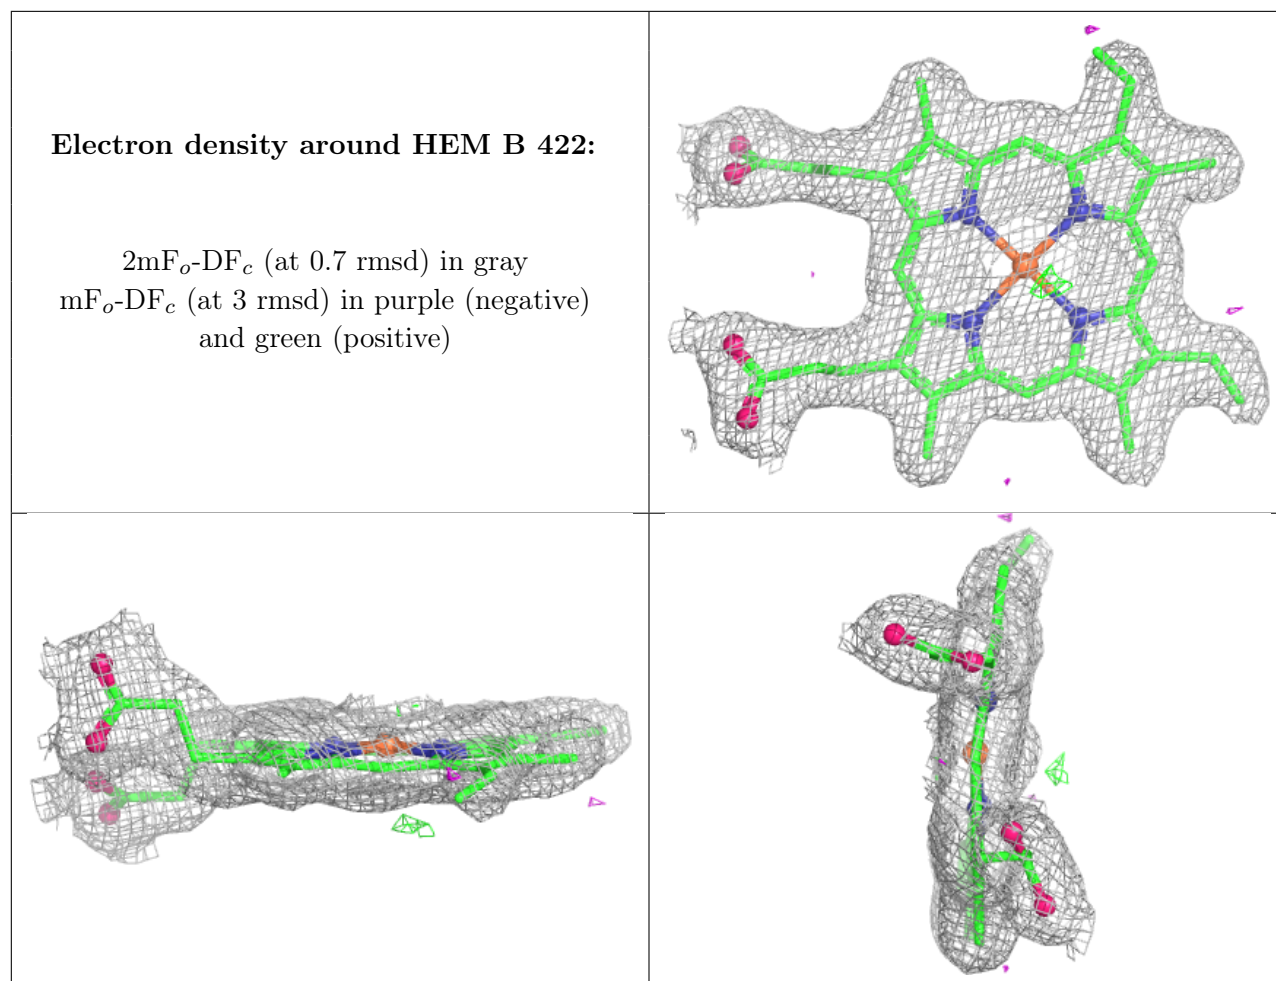 Electron density around HEM B 422:
2mFo-DFc (at 0.7 rmsd) in gray
mFo-DFc (at 3 rmsd) in purple (negative)
and green (positive)